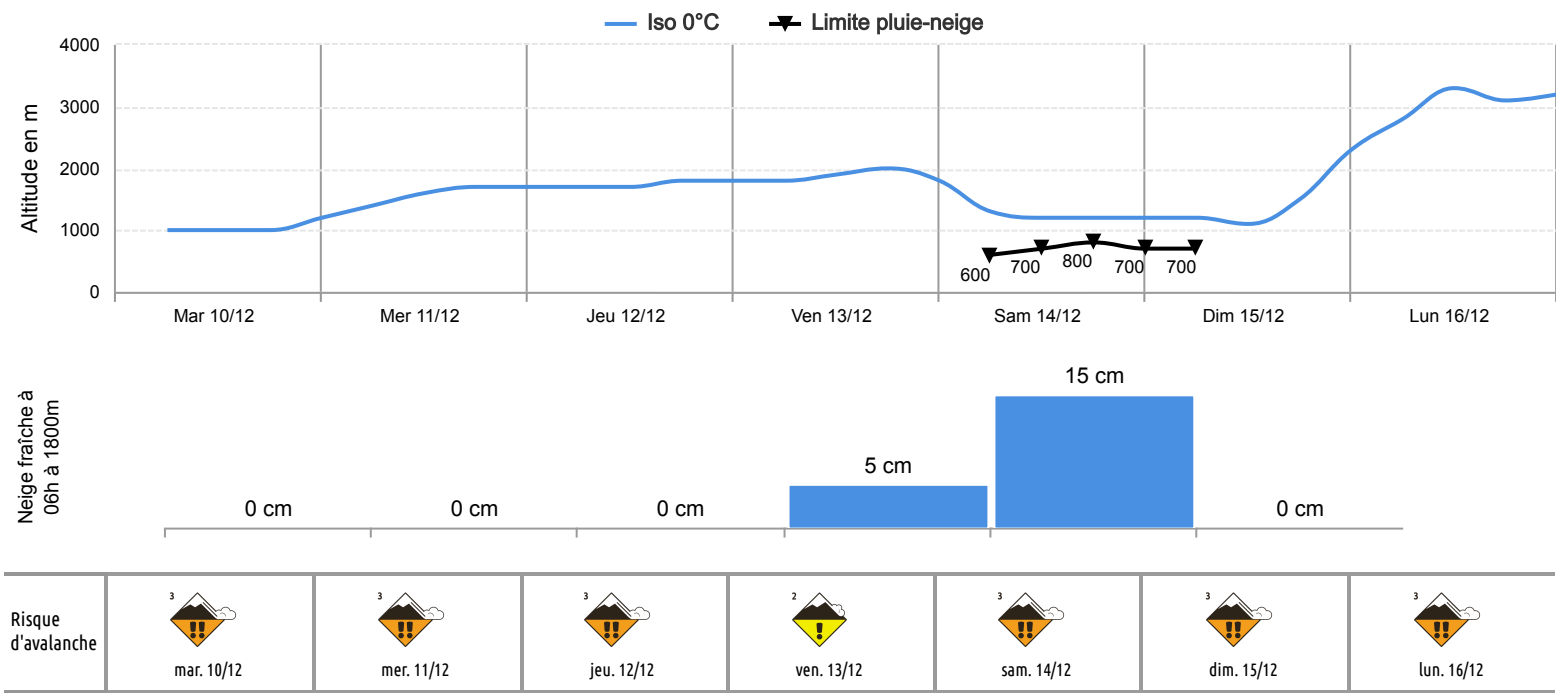 Iso 0°C Limite pluie-neige
Altitude en m
4000
3000
2000
1000
0
600 700 800 700 700
Mar 10/12 Mer 11/12 Jeu 12/12 Ven 13/12 Sam 14/12 Dim 15/12 Lun 16/12
Neige fraîche à
06h à 1800m
0 cm 0 cm 0 cm 5 cm 15 cm 0 cm
Risque
d'avalanche
3 3 3 2 3 3 3
!! !! !! ! !! !! !!
mar. 10/12 mer. 11/12 jeu. 12/12 ven. 13/12 sam. 14/12 dim. 15/12 lun. 16/12